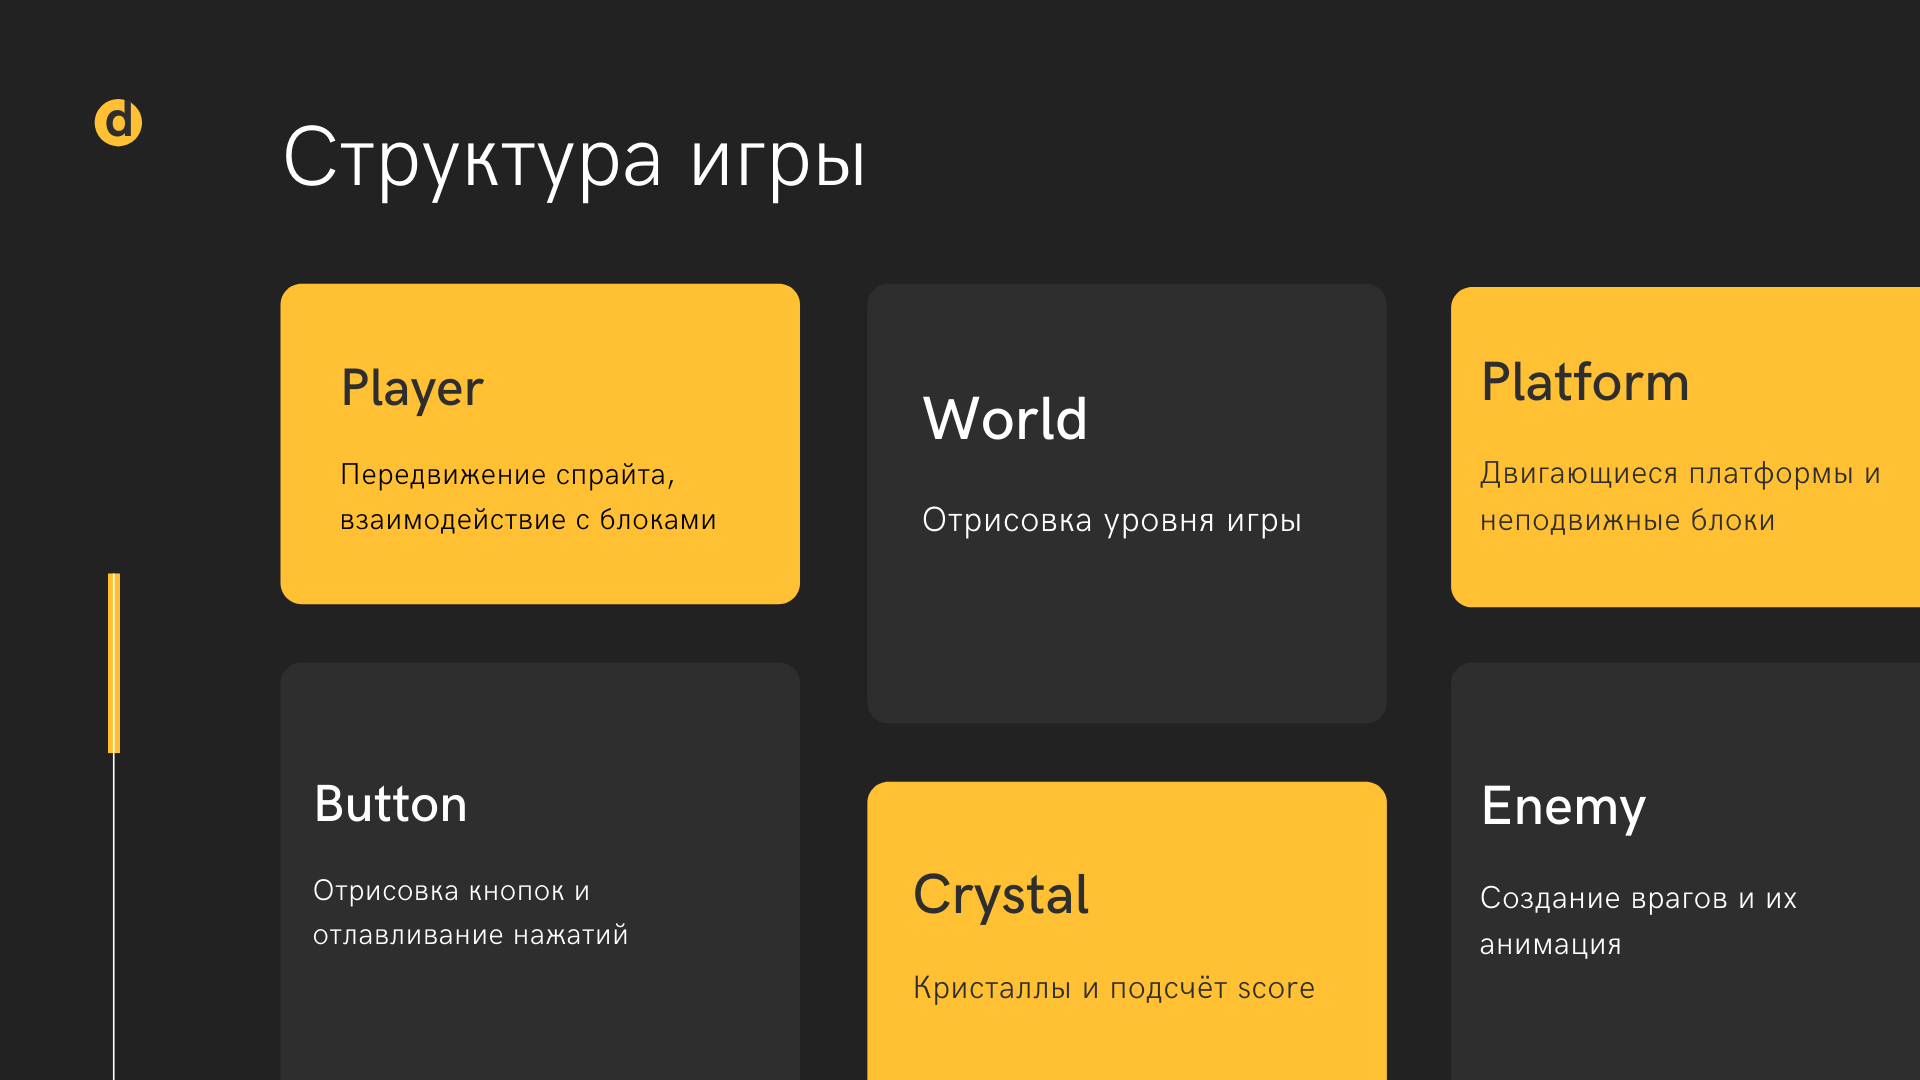 d
Структура игры
Player
Передвижение спрайта,
взаимодействие с блоками
World
Отрисовка уровня игры
Platform
Двигающиеся платформы и
неподвижные блоки
Button
Отрисовка кнопок и
отлавливание нажатий
Crystal
Кристаллы и подсчёт score
Enemy
Создание врагов и их
анимация